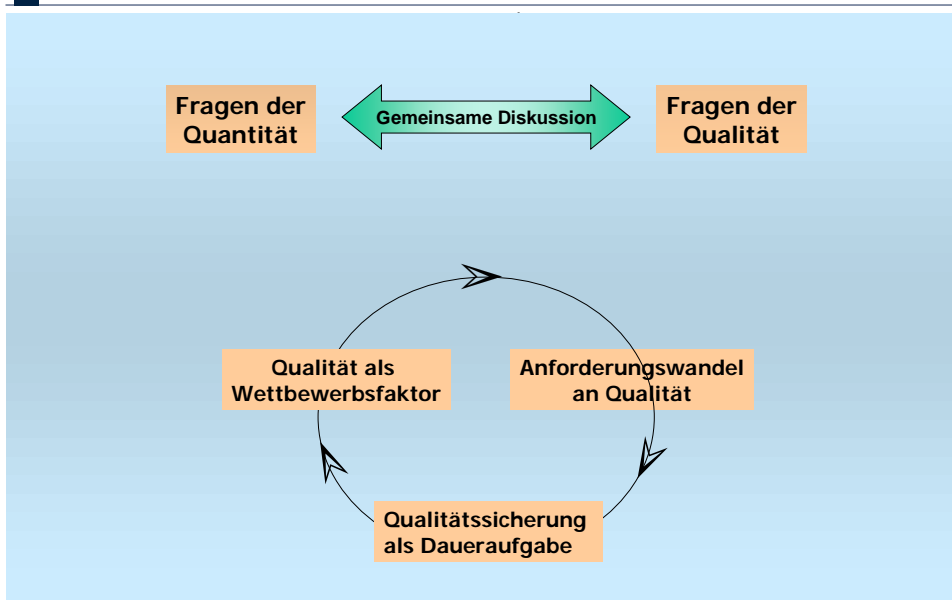 Fragen der
Quantität
Gemeinsame Diskussion
Fragen der
Qualität
Qualität als
Wettbewerbsfaktor
Anforderungswandel
an Qualität
Qualitätssicherung
als Daueraufgabe